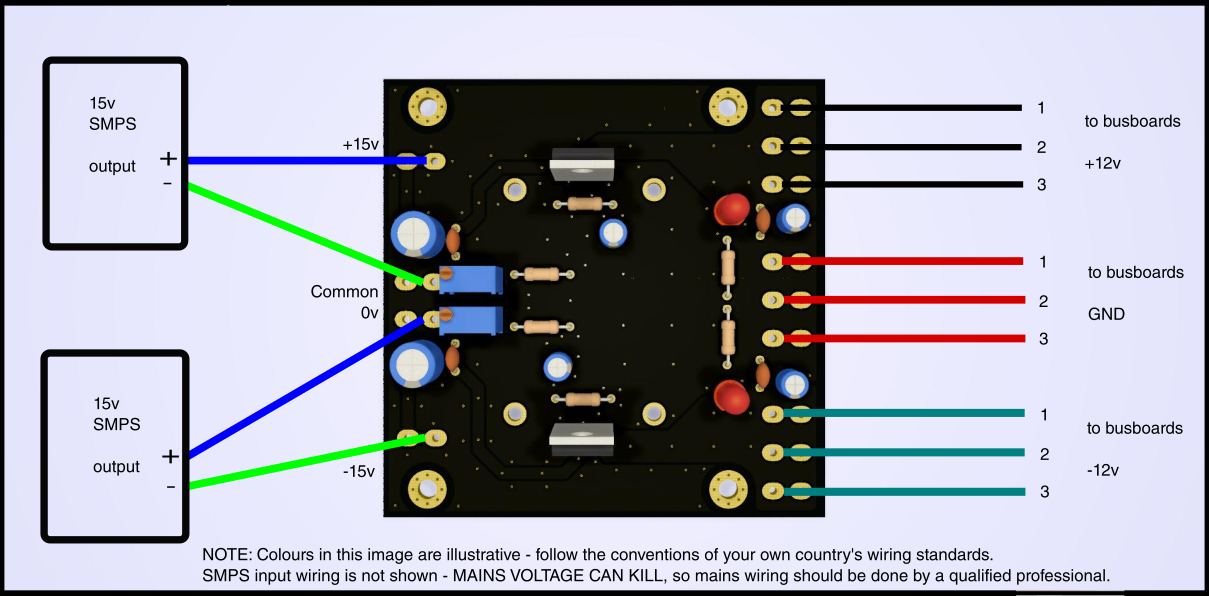 15v
SMPS
output
+
-
+15v
Common
0v
15v
SMPS
output
+
-
-15v
1
2
3
to busboards
+12v
1
2
3
to busboards
GND
1
2
3
to busboards
-12v
NOTE: Colours in this image are illustrative - follow the conventions of your own country's wiring standards.
SMPS input wiring is not shown - MAINS VOLTAGE CAN KILL, so mains wiring should be done by a qualified professional.